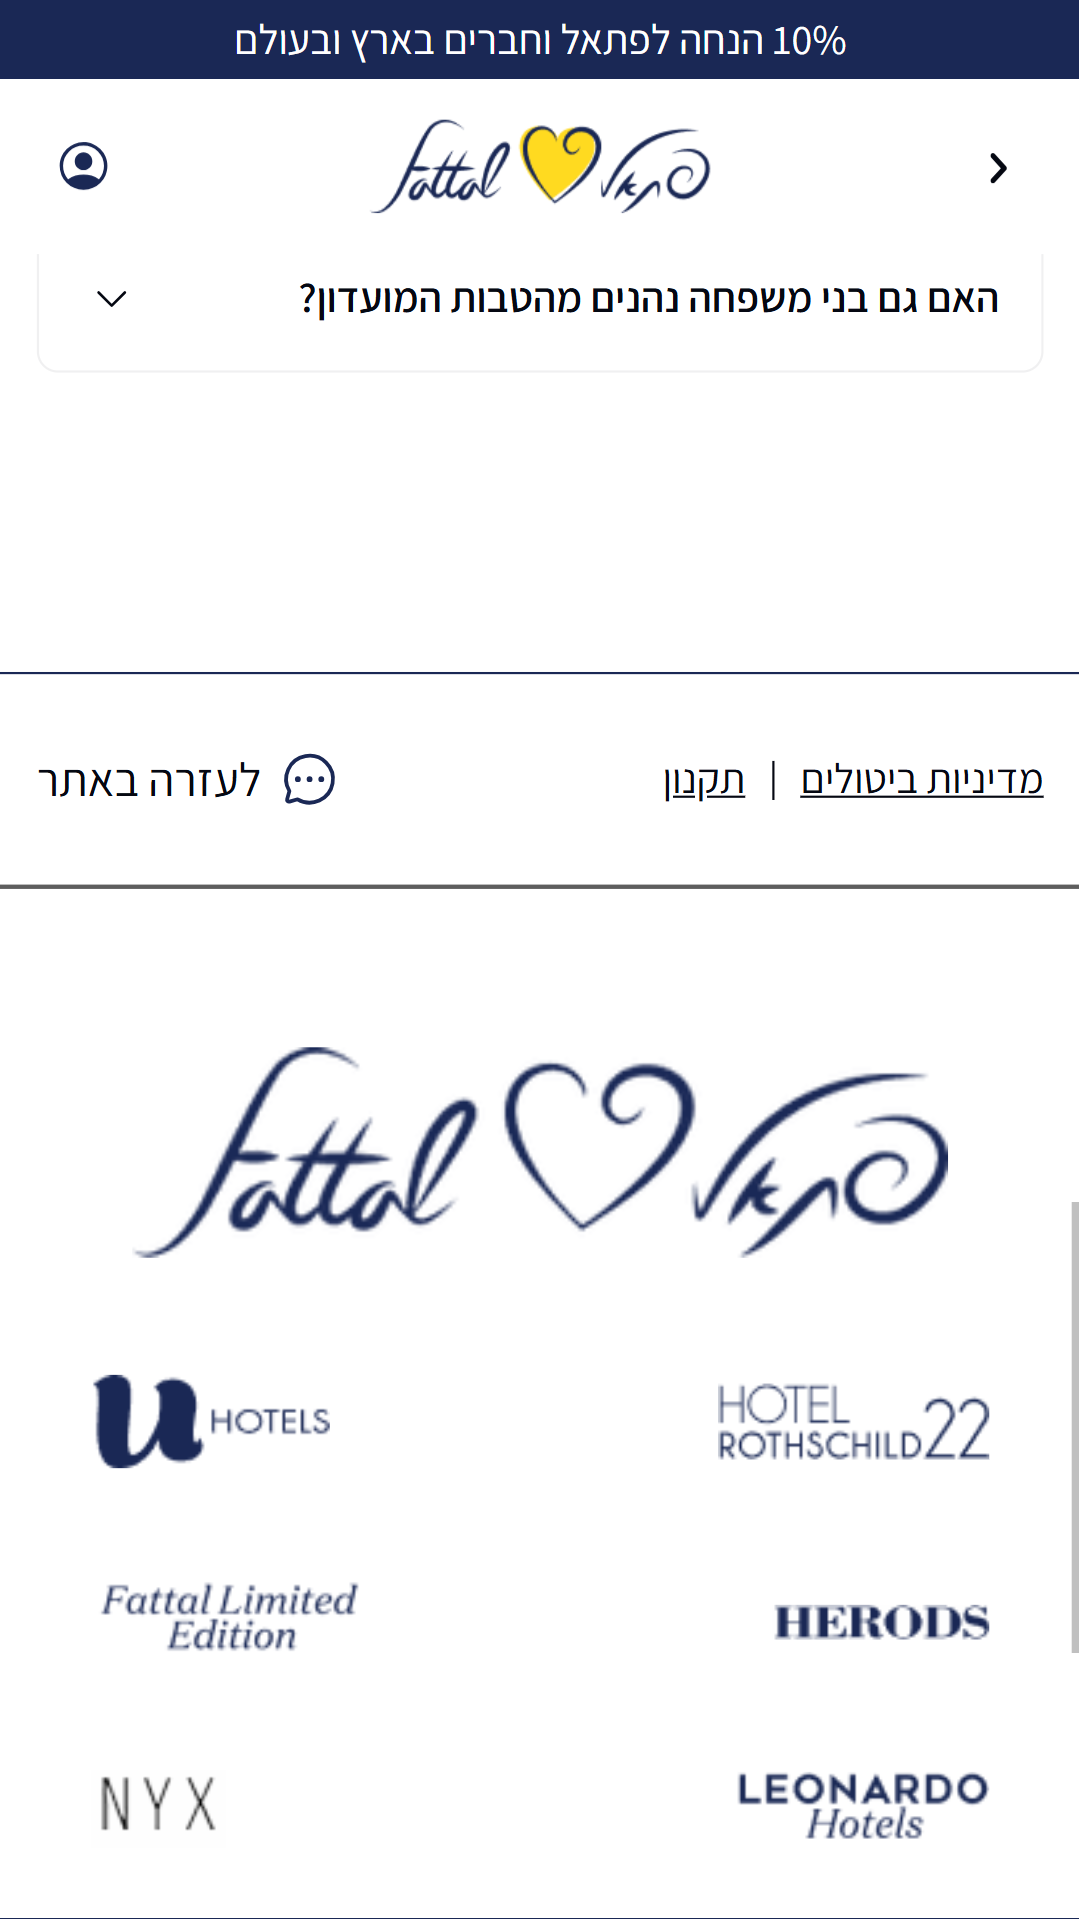 10% הנחה לפתאל וחברים בארץ ובעולם
Fattal פתאל
האם גם בני משפחה נהנים מהטבות המועדון?
מדיניות ביטולים | תקנון
לעזרה באתר
Fattal פתאל
HOTEL
ROTHSCHILD 22
u HOTELS
HERODS
Fattal Limited
Edition
LEONARDO
Hotels
NYX